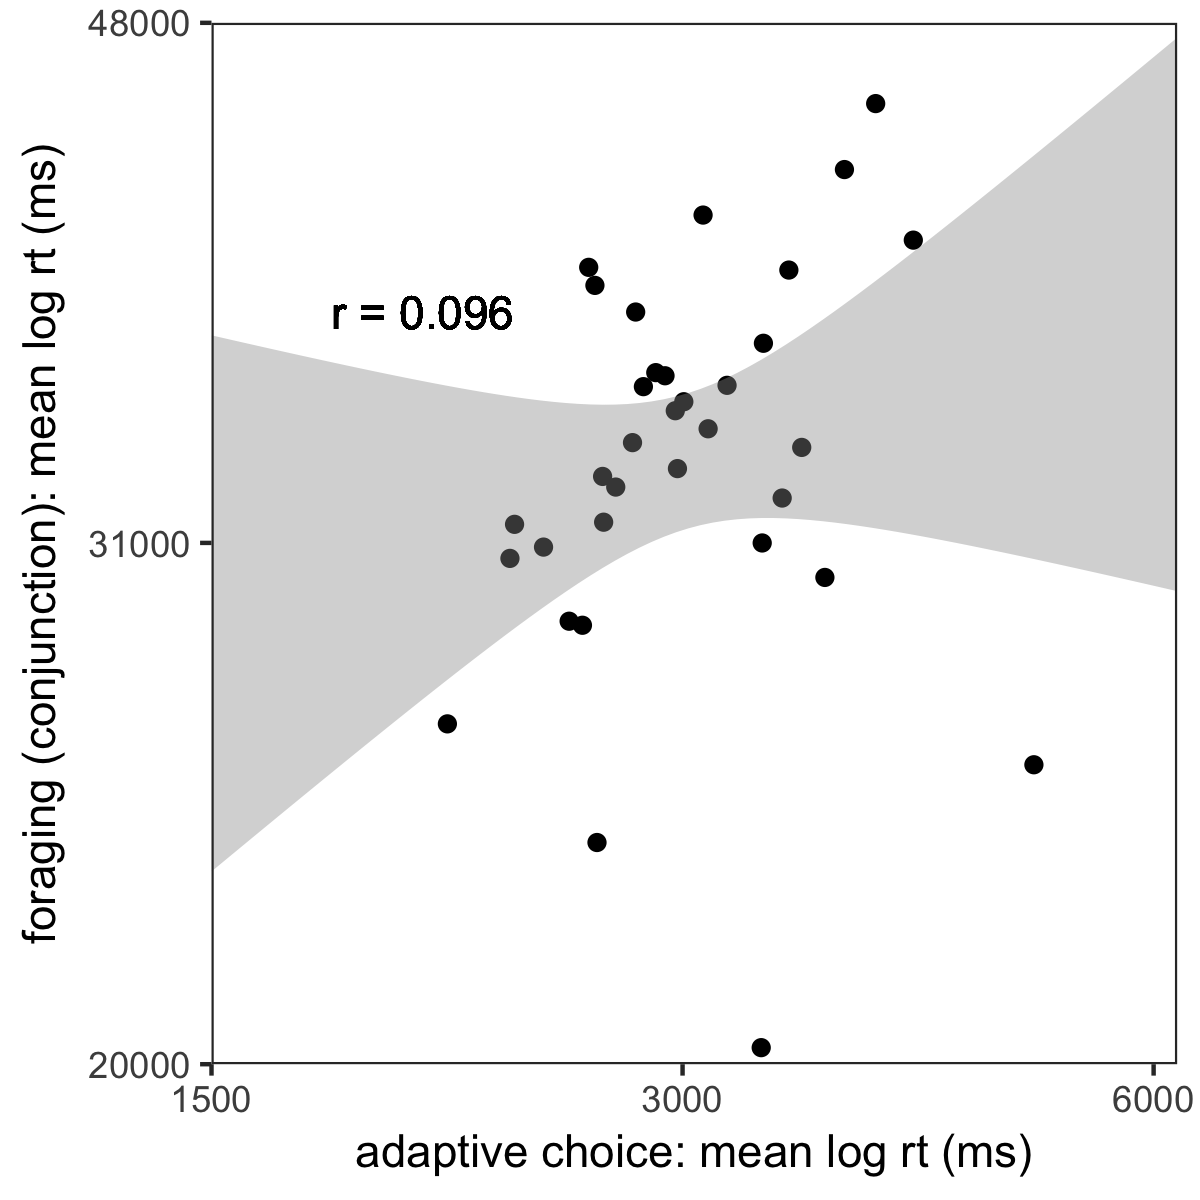 48000
31000
20000
1500
3000
6000
r = 0.096
foraging (conjunction): mean log rt (ms)
adaptive choice: mean log rt (ms)